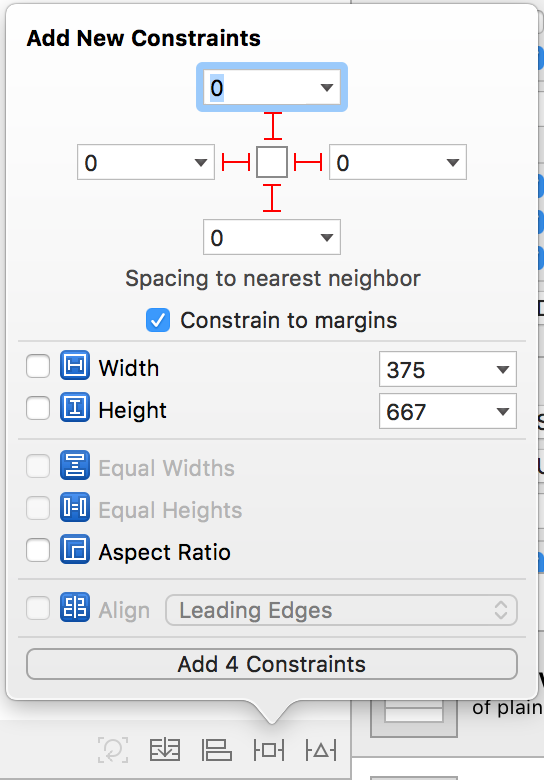 Add New Constraints
0
0
0
0
Spacing to nearest neighbor
Constrain to margins
Width
375
Height
667
Equal Widths
Equal Heights
Aspect Ratio
Align
Leading Edges
Add 4 Constraints
of plain